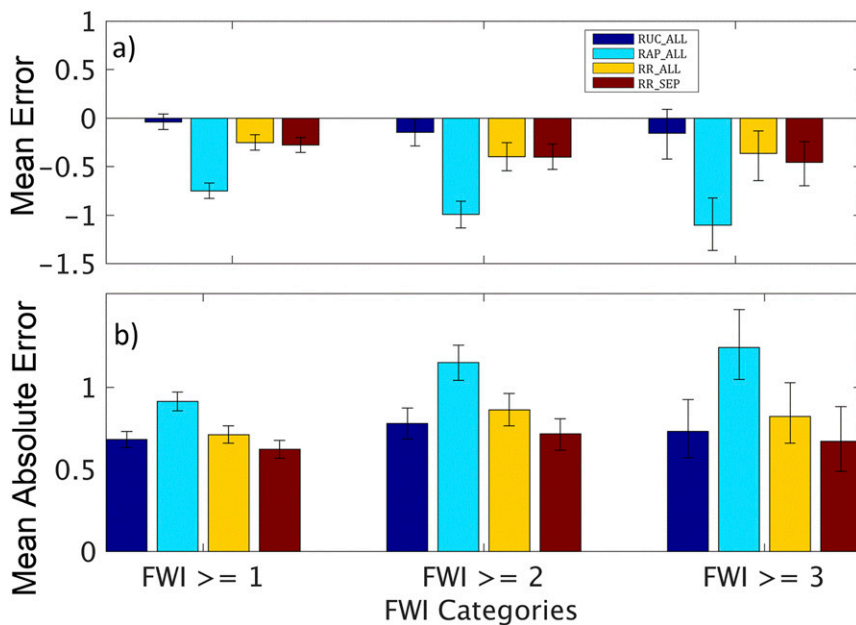 a)
Mean Error
1
0.5
0
−0.5
−1
−1.5
RUC_ALL
RAP_ALL
RR_ALL
RR_SEP
b)
Mean Absolute Error
1
0.5
0
FWI >= 1 FWI >= 2 FWI >= 3
FWI Categories